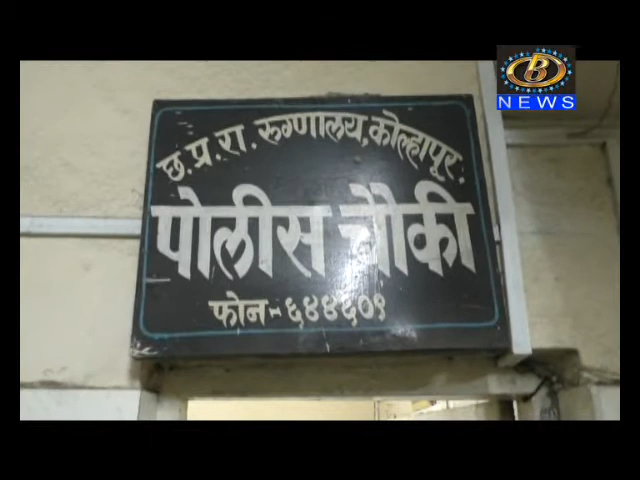 B
NEWS
छ.प्र.रा. रुग्णालय, कोल्हापूर.
पोलीस चौकी
फोन - ६४४६०१